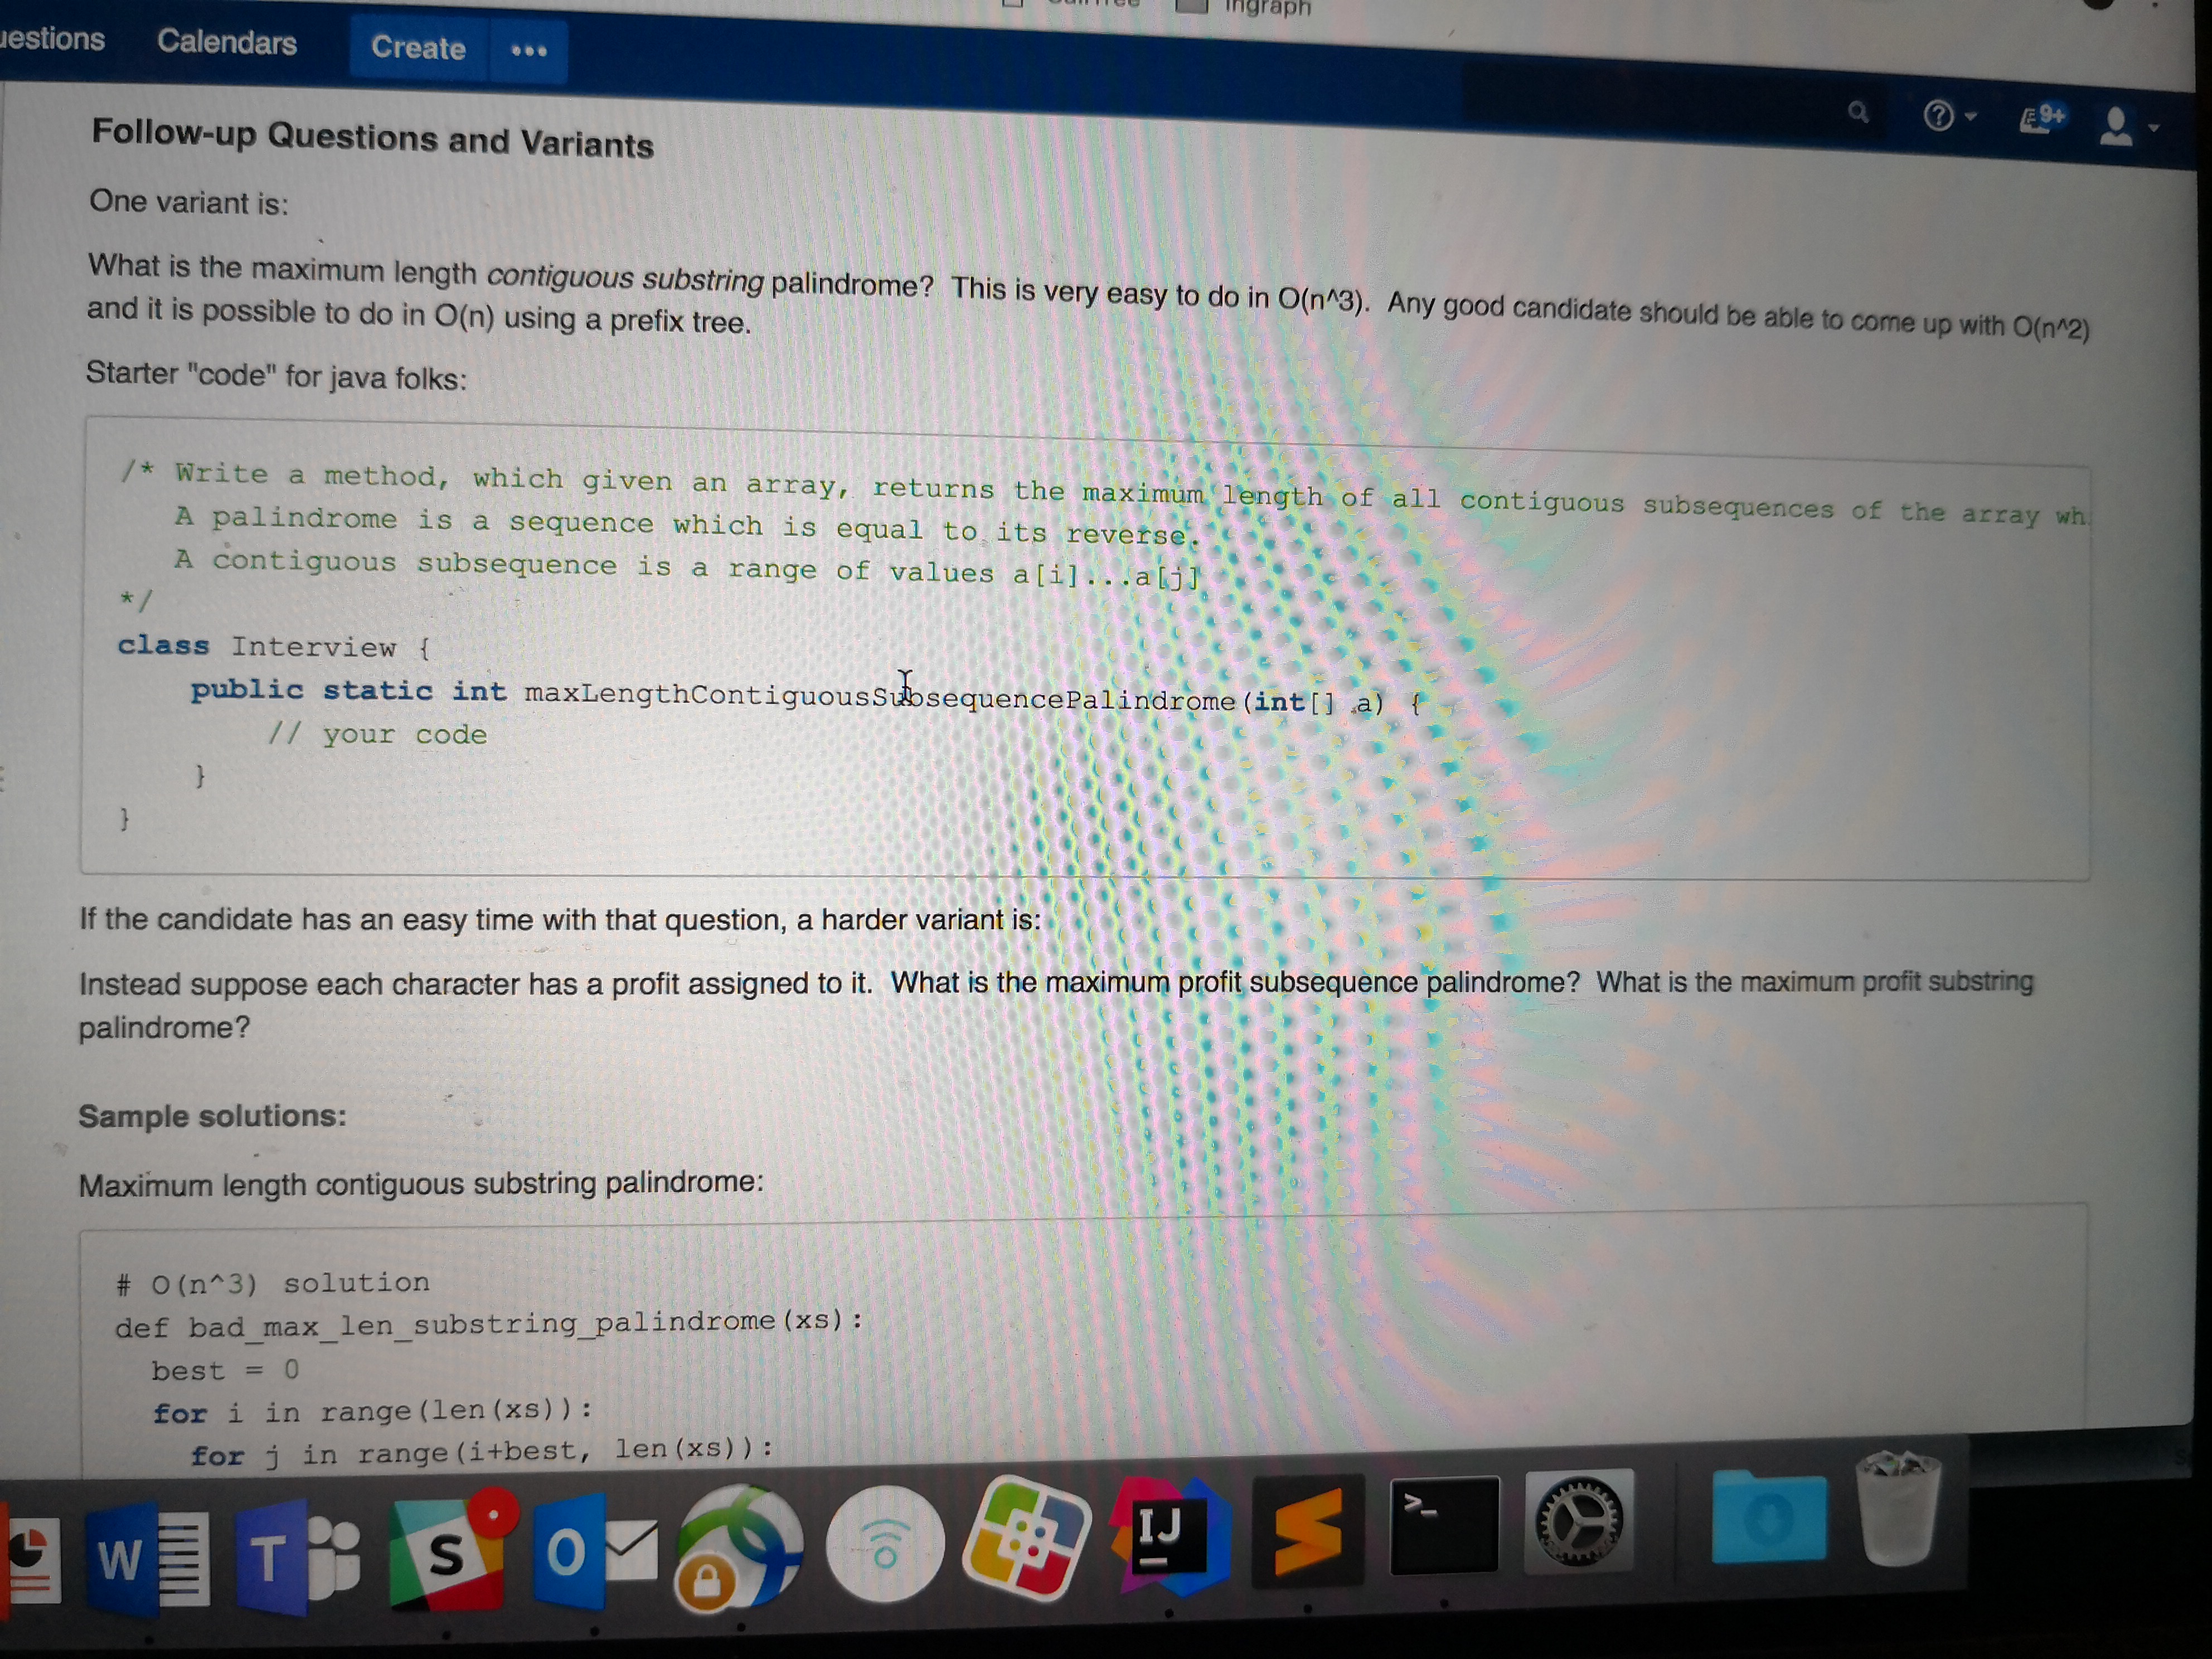 Ingraph
Calendars
Create
9+
Follow-up Questions and Variants
One variant is:
What is the maximum length contiguous substring palindrome? This is very easy to do in O(n^3). Any good candidate should be able to come up with O(n^2)
and it is possible to do in O(n) using a prefix tree.
Starter "code" for java folks:
/* Write a method, which given an array, returns the maximum length of all contiguous subsequences of the array wh
A palindrome is a sequence which is equal to its reverse.
A contiguous subsequence is a range of values a[i]...a[j]
*/
class Interview {
public static int maxLengthContiguousSubsequencePalindrome(int[] a) {
// your code
}
}
If the candidate has an easy time with that question, a harder variant is:
Instead suppose each character has a profit assigned to it. What is the maximum profit subsequence palindrome? What is the maximum profit substring
palindrome?
Sample solutions:
Maximum length contiguous substring palindrome:
# O(n^3) solution
def bad_max_len_substring_palindrome(xs):
best = 0
for i in range(len(xs)):
for j in range(i+best, len(xs)):
W
T
S
O
IJ
>_